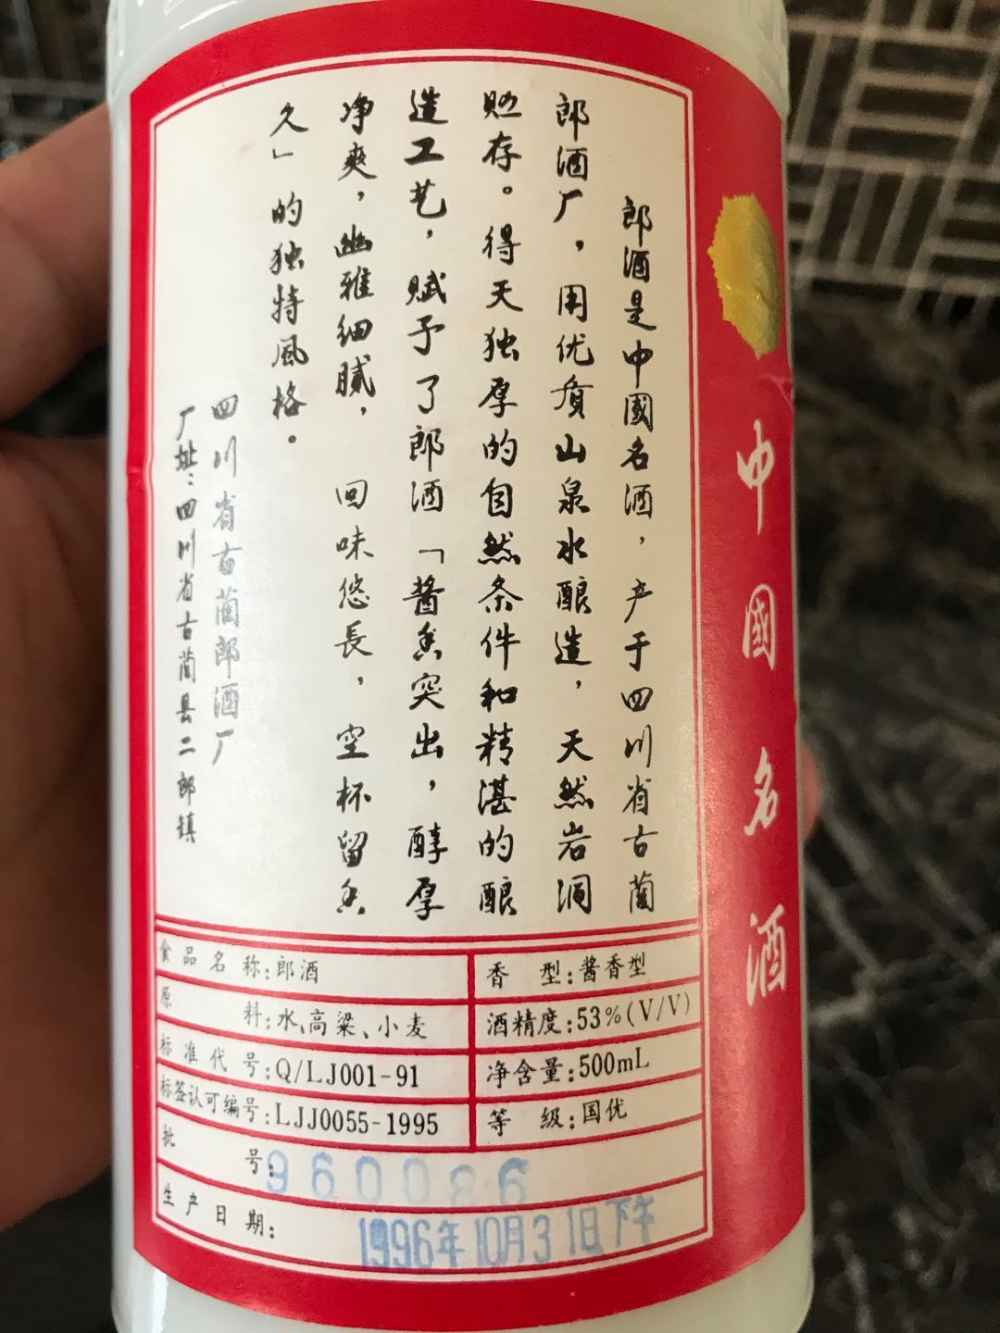 郎酒是中國名酒，产于四川省古蔺
郎酒厂，用优质山泉水酿造，天然岩洞
贮存。得天独厚的自然条件和精湛的酿
造工艺，赋予了郎酒「酱香突出，醇厚
净爽，幽雅细腻，回味悠長，空杯留香
久」的独特風格。
四川省古蔺郎酒厂
厂址：四川省古蔺县二郎镇
中國名酒
食品名称：郎酒
香型：酱香型
原料：水、高粱、小麦
酒精度：53%(V/V)
标准代号：Q/LJ001-91
净含量：500mL
标签认可编号：LJJ0055-1995
等级：国优
批号：960026
生产日期：1996年10月31日下午